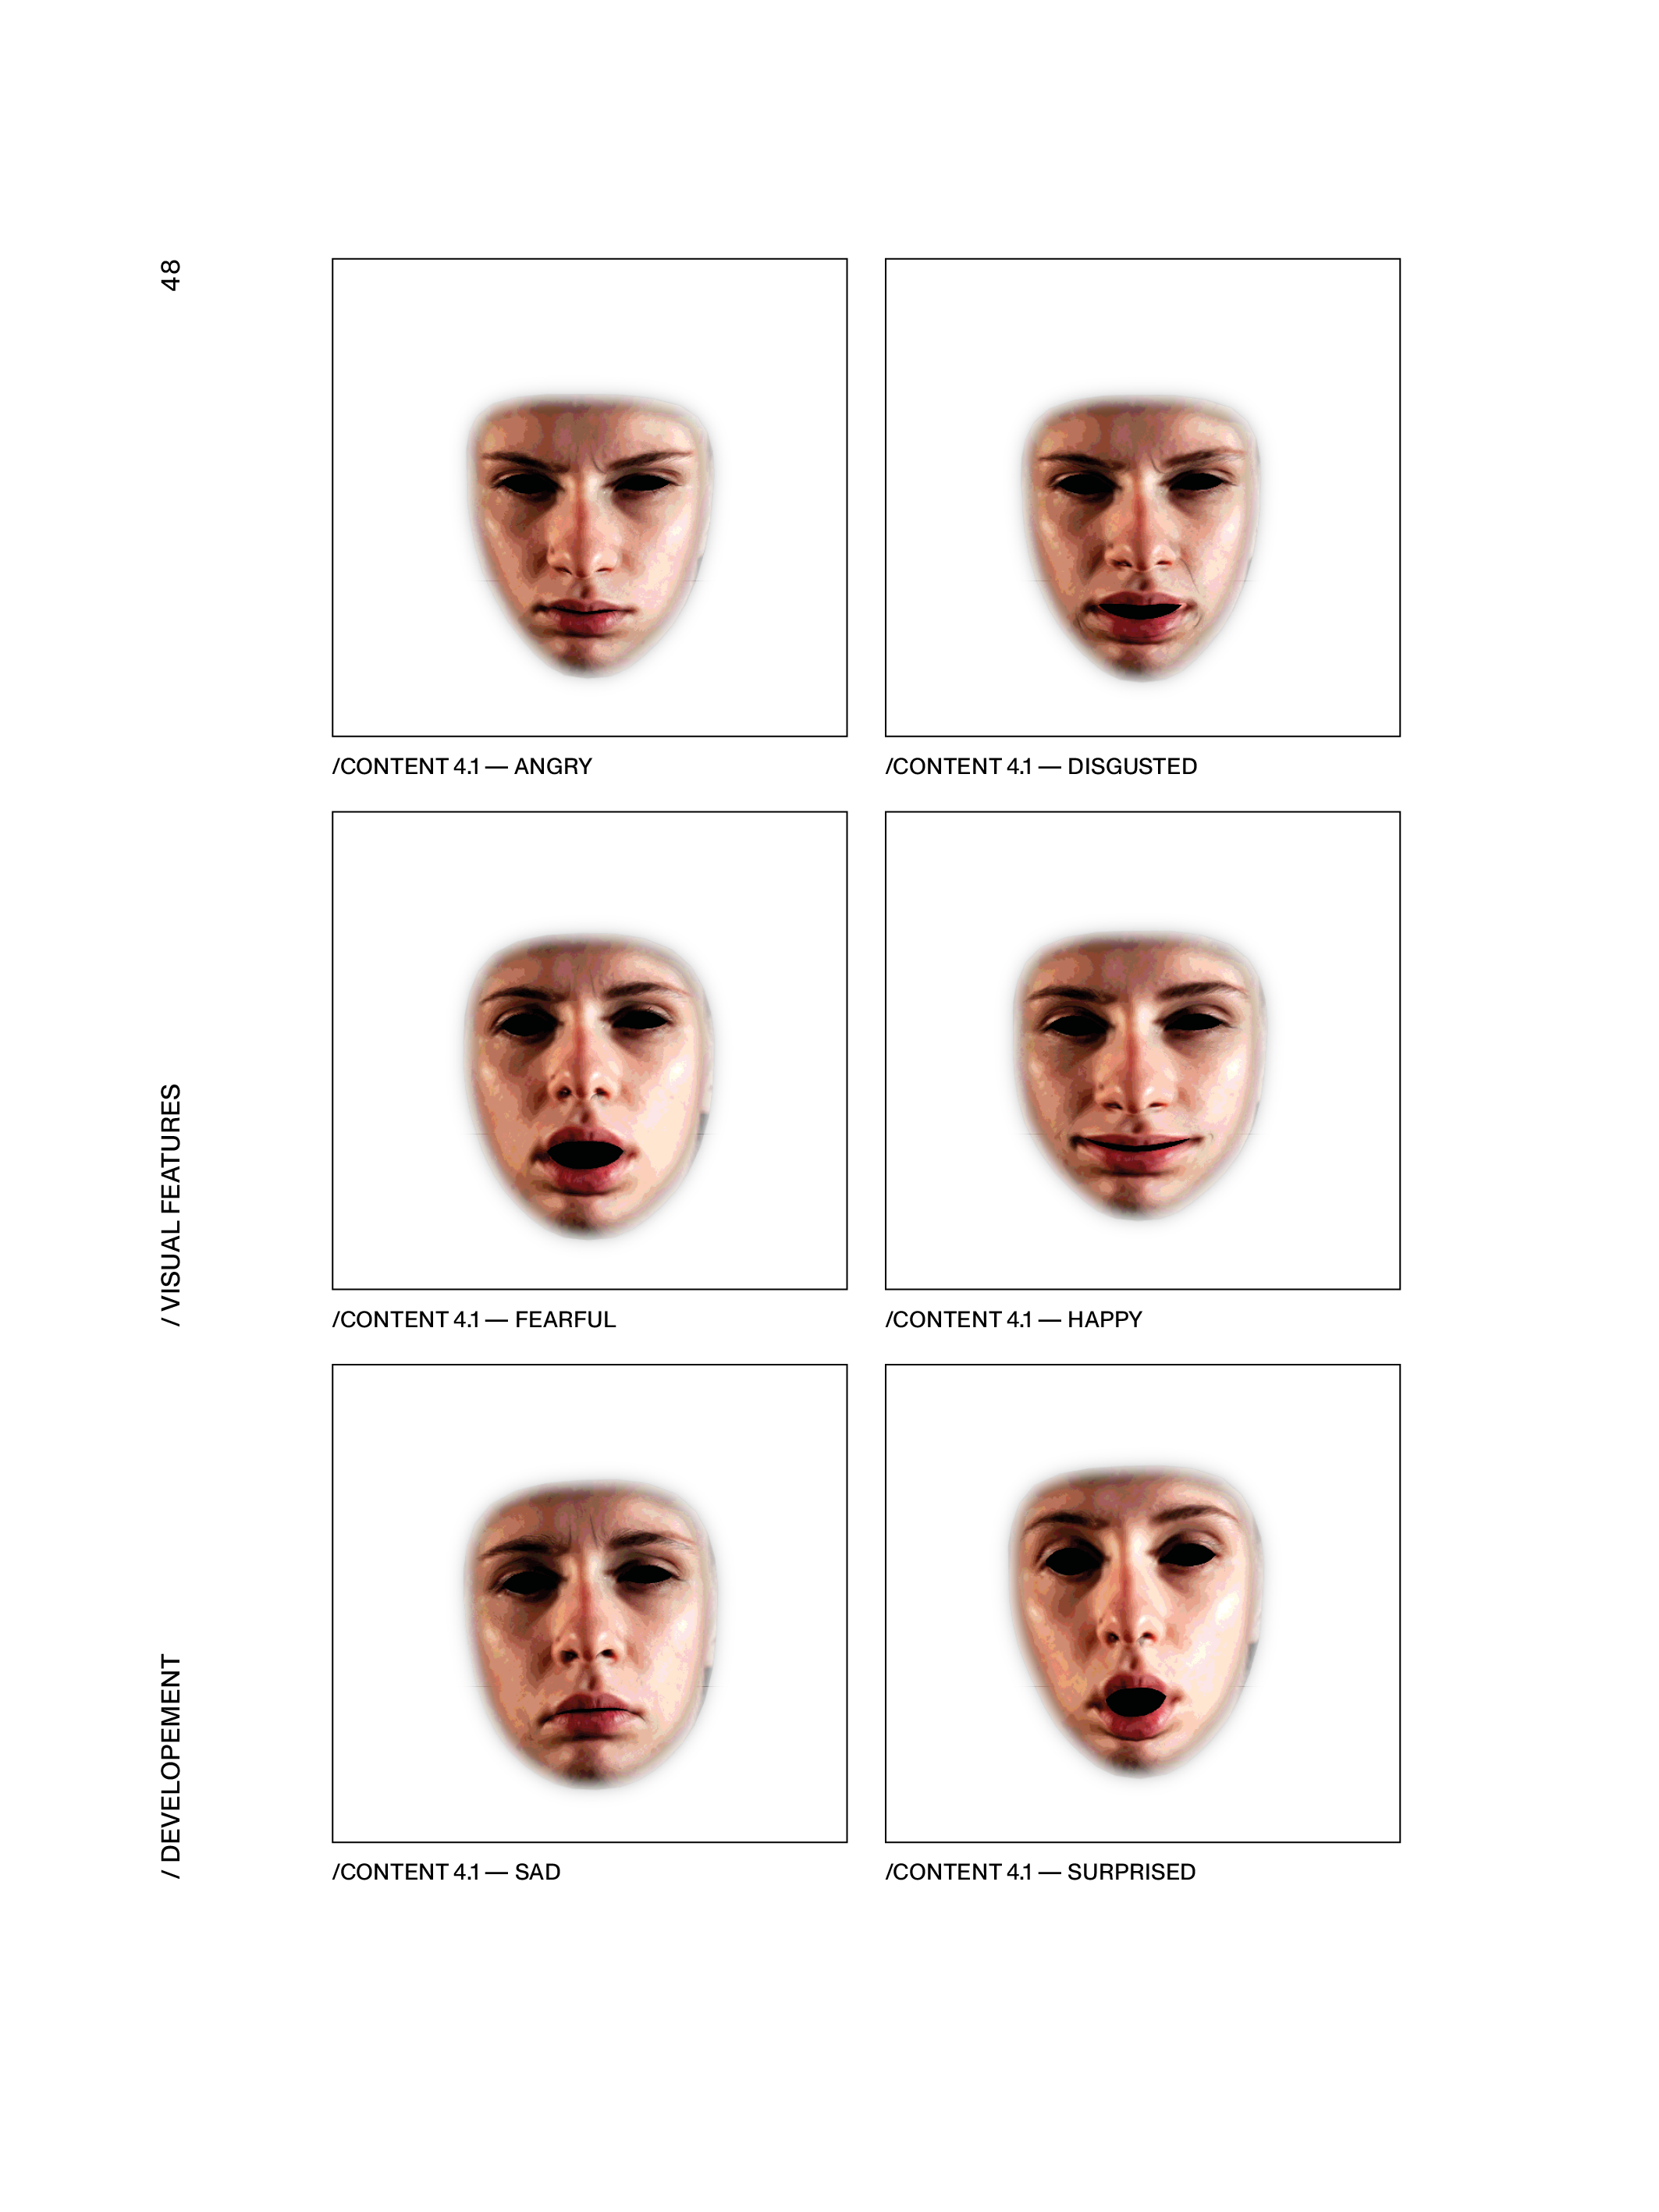 48
/ VISUAL FEATURES
/ DEVELOPEMENT
/CONTENT 4.1 — ANGRY
/CONTENT 4.1 — DISGUSTED
/CONTENT 4.1 — FEARFUL
/CONTENT 4.1 — HAPPY
/CONTENT 4.1 — SAD
/CONTENT 4.1 — SURPRISED